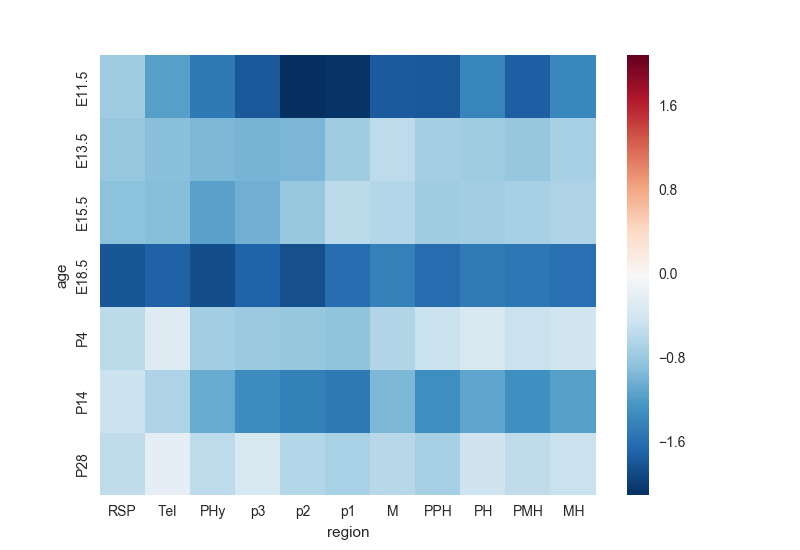 age
E11.5
E13.5
E15.5
E18.5
P4
P14
P28
RSP Tel PHy p3 p2 p1 M PPH PH PMH MH
region
1.6
0.8
0.0
−0.8
−1.6